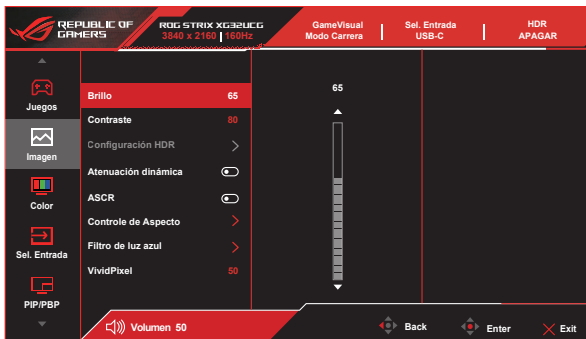 REPUBLIC OF
GAMERS
ROG STRIX XG32UCG
3840 x 2160 | 160Hz
GameVisual
Modo Carrera
Sel. Entrada
USB-C
HDR
APAGAR
Juegos
Imagen
Color
Sel. Entrada
PIP/PBP
Brillo 65
Contraste 80
Configuración HDR
Atenuación dinámica
ASCR
Controle de Aspecto
Filtro de luz azul
VividPixel 50
65
Volumen 50
Back
Enter
Exit